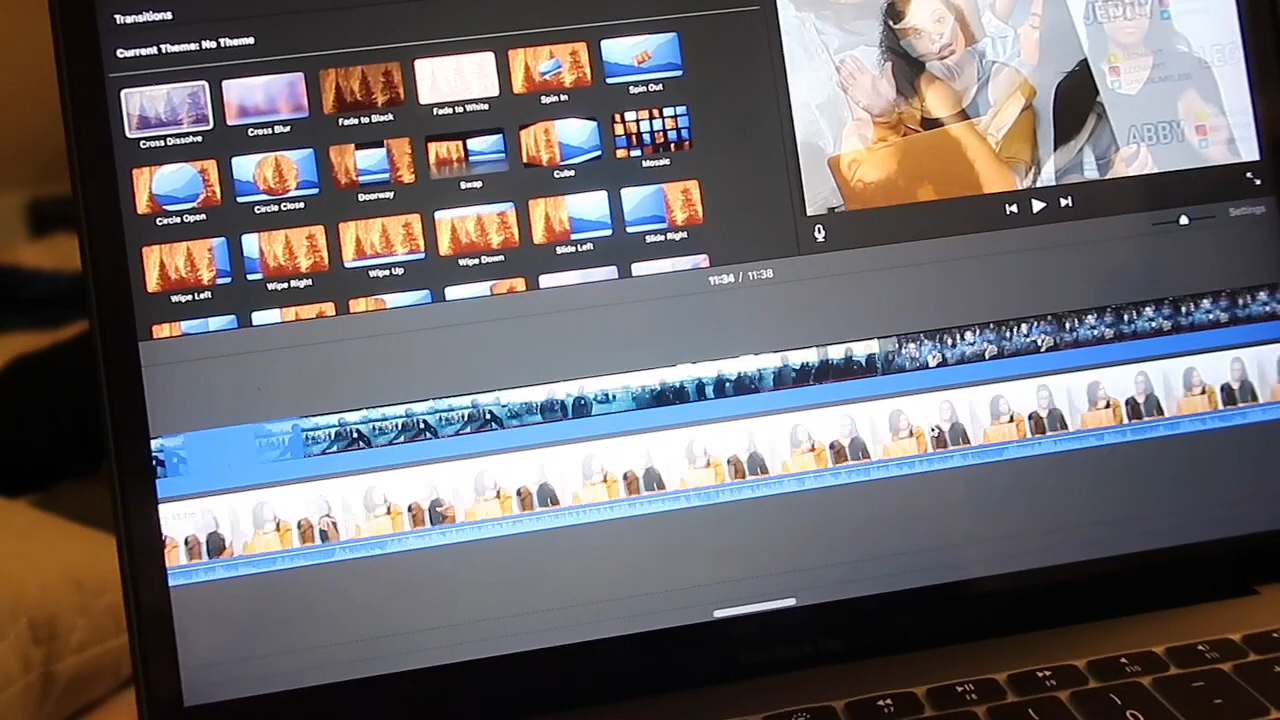 Transitions
Current Theme: No Theme
Cross Dissolve
Cross Blur
Fade to Black
Fade to White
Spin In
Spin Out
Circle Open
Circle Close
Doorway
Swap
Cube
Mosaic
Wipe Left
Wipe Right
Wipe Up
Wipe Down
Slide Left
Slide Right
ABBY
Settings
11:34 / 11:38